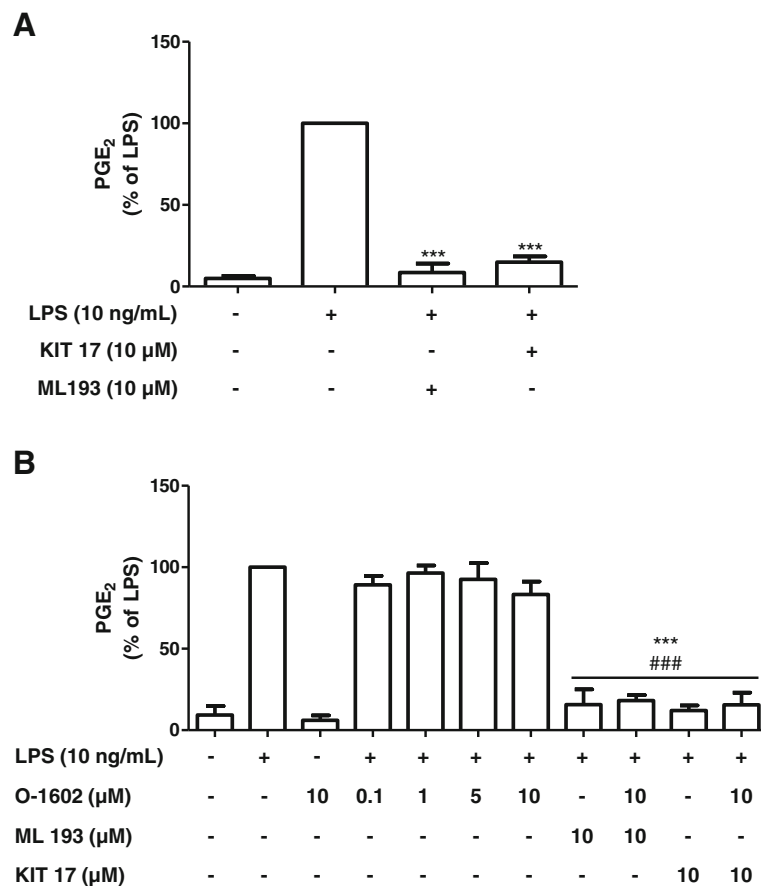 A
150
100
50
0
PGE2
(% of LPS)
*** ***
LPS (10 ng/mL) - + + +
KIT 17 (10 µM) - - - +
ML193 (10 µM) - - + -
B
150
100
50
0
PGE2
(% of LPS)
***
###
LPS (10 ng/mL) - + - + + + + + + + +
O-1602 (µM) - - 10 0.1 1 5 10 - 10 - 10
ML 193 (µM) - - - - - - - 10 10 - -
KIT 17 (µM) - - - - - - - - - 10 10